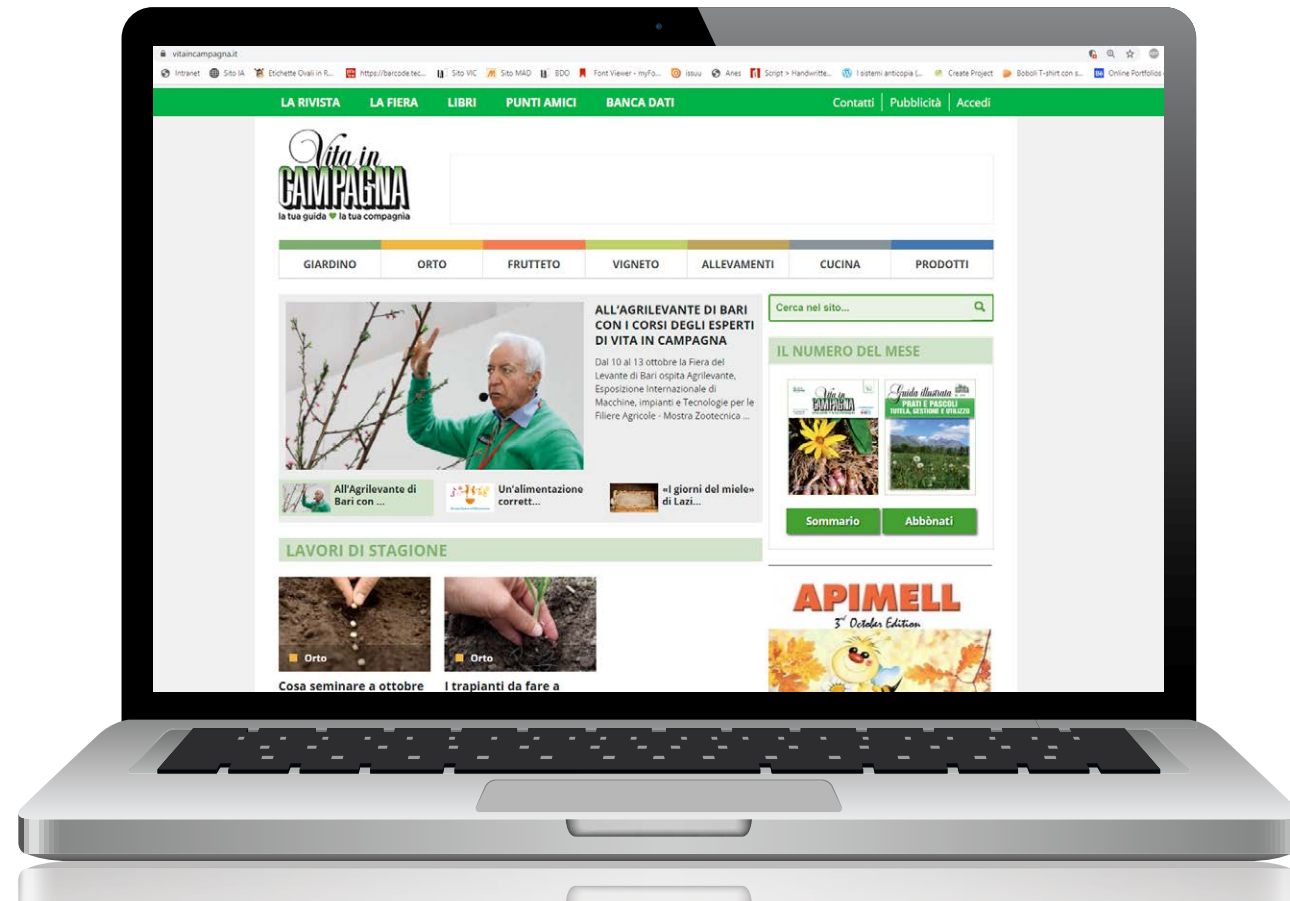 vitaincampagna.it
Intranet Sito IA Etichette Ovali in R... https://barcode.tec... Sito VIC Sito MAD BDO Font Viewer - myFo... issuu Anes Script > Handwritte... I sistemi anticopia (... Create Project Boboli T-shirt con s... Online Portfolios
LA RIVISTA LA FIERA LIBRI PUNTI AMICI BANCA DATI Contatti Pubblicità Accedi
Vita in
CAMPAGNA
la tua guida la tua compagnia
GIARDINO ORTO FRUTTETO VIGNETO ALLEVAMENTI CUCINA PRODOTTI
ALL'AGRILEVANTE DI BARI
CON I CORSI DEGLI ESPERTI
DI VITA IN CAMPAGNA
Dal 10 al 13 ottobre la Fiera del
Levante di Bari ospita Agrilevante,
Esposizione Internazionale di
Macchine, impianti e Tecnologie per le
Filiere Agricole - Mostra Zootecnica ...
All'Agrilevante di
Bari con ...
Un'alimentazione
corrett...
«I giorni del miele»
di Lazi...
Cerca nel sito...
IL NUMERO DEL MESE
Vita in
CAMPAGNA
Guida illustrata
PRATI E PASCOLI
TUTELA, GESTIONE E UTILIZZO
Sommario Abbònati
LAVORI DI STAGIONE
Orto
Cosa seminare a ottobre
Orto
I trapianti da fare a
APIMELL
3rd October Edition